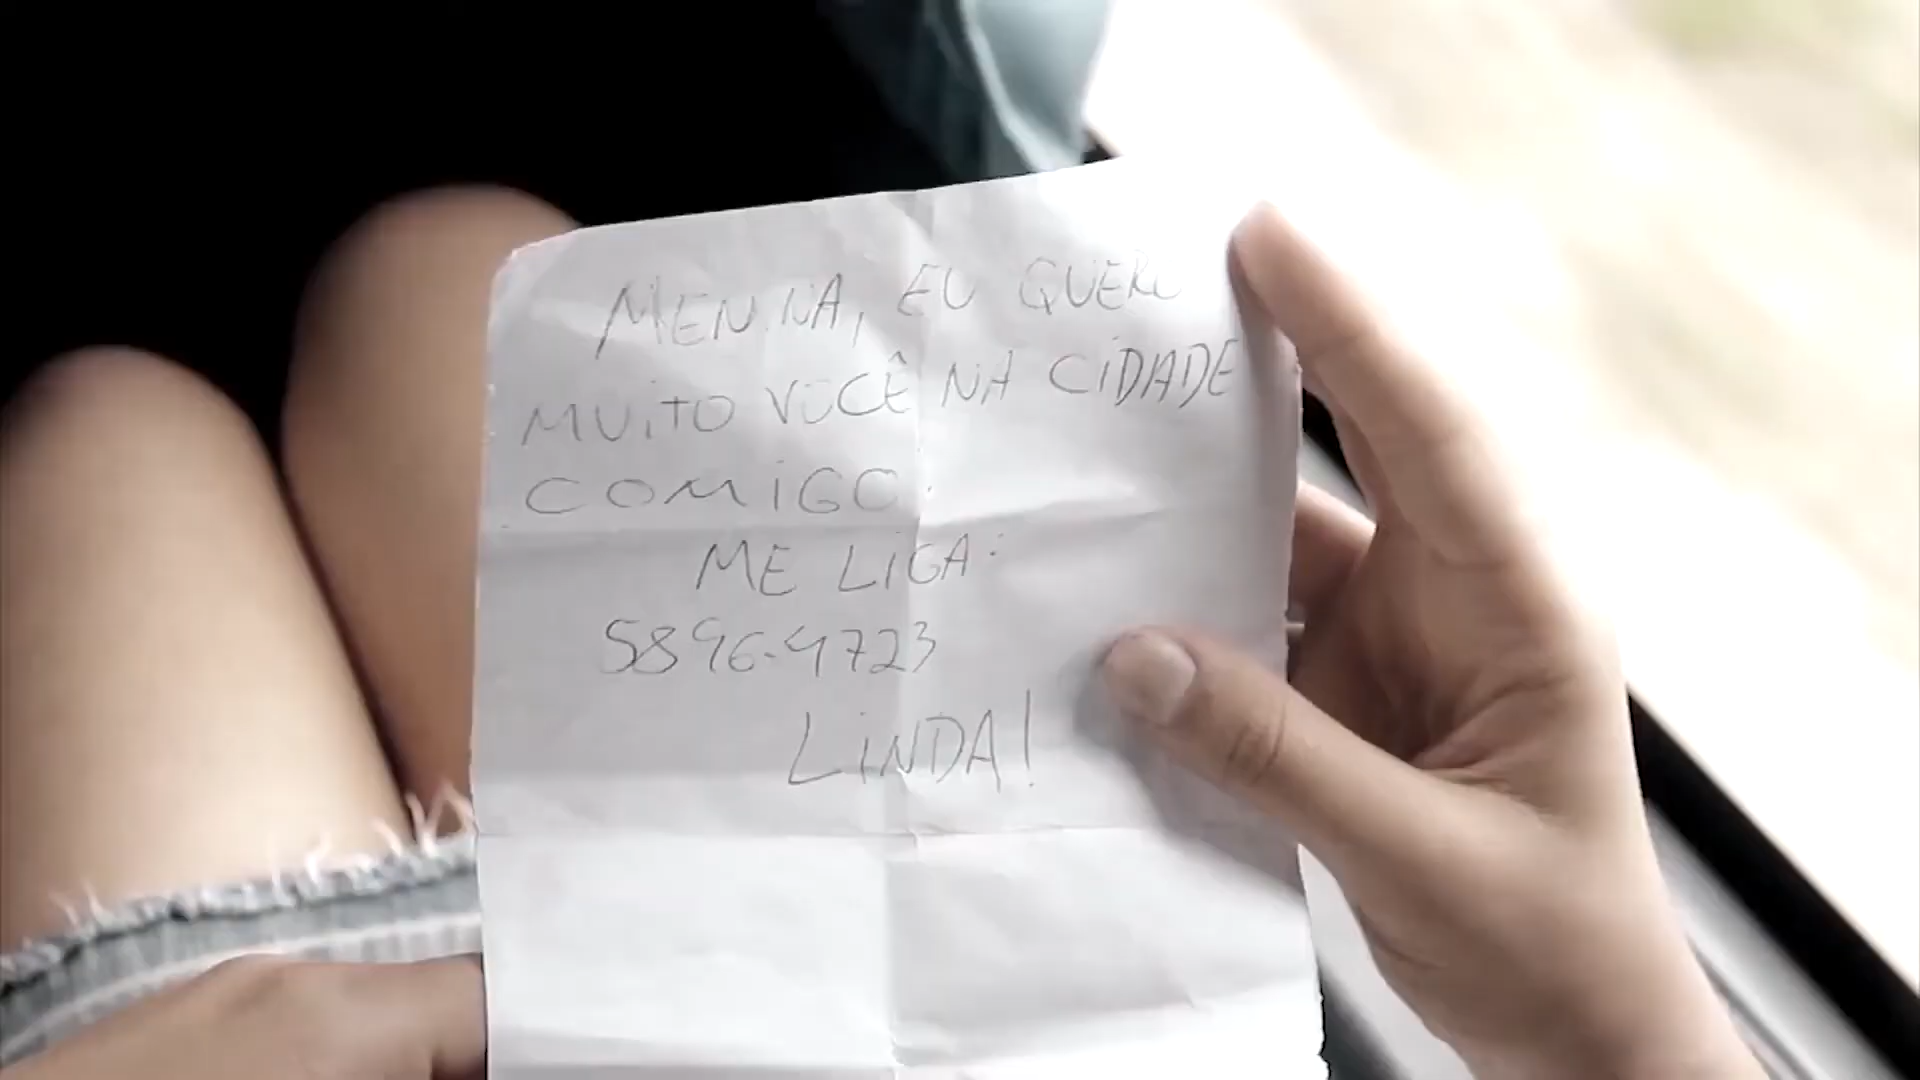 MENINA, EU QUERO
MUiTO VOCÊ NA CiDADE
COMiGO.
ME LiGA:
5896-4723
LiNDA!